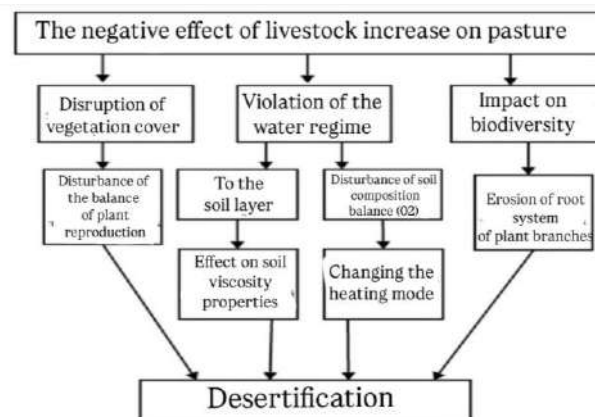 The negative effect of livestock increase on pasture
Disruption of
vegetation cover
Violation of the
water regime
Impact on
biodiversity
Disturbance of
the balance
of plant
reproduction
To the
soil layer
Disturbance of soil
composition
balance (02)
Erosion of root
system
of plant branches
Effect on soil
viscosity
properties
Changing the
heating mode
Desertification